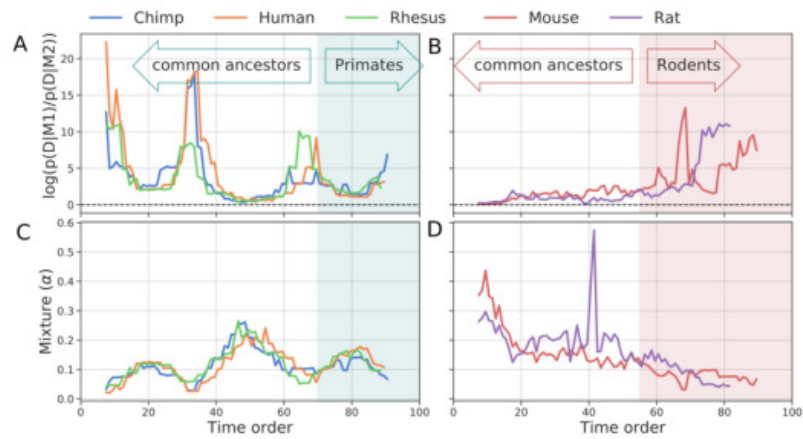 Chimp Human Rhesus Mouse Rat
A B
common ancestors Primates common ancestors Rodents
log(p(D|M1)/p(D|M2))
20
15
10
5
0
C D
Mixture (α)
0.6
0.5
0.4
0.3
0.2
0.1
0.0
0 20 40 60 80 100 0 20 40 60 80 100
Time order Time order